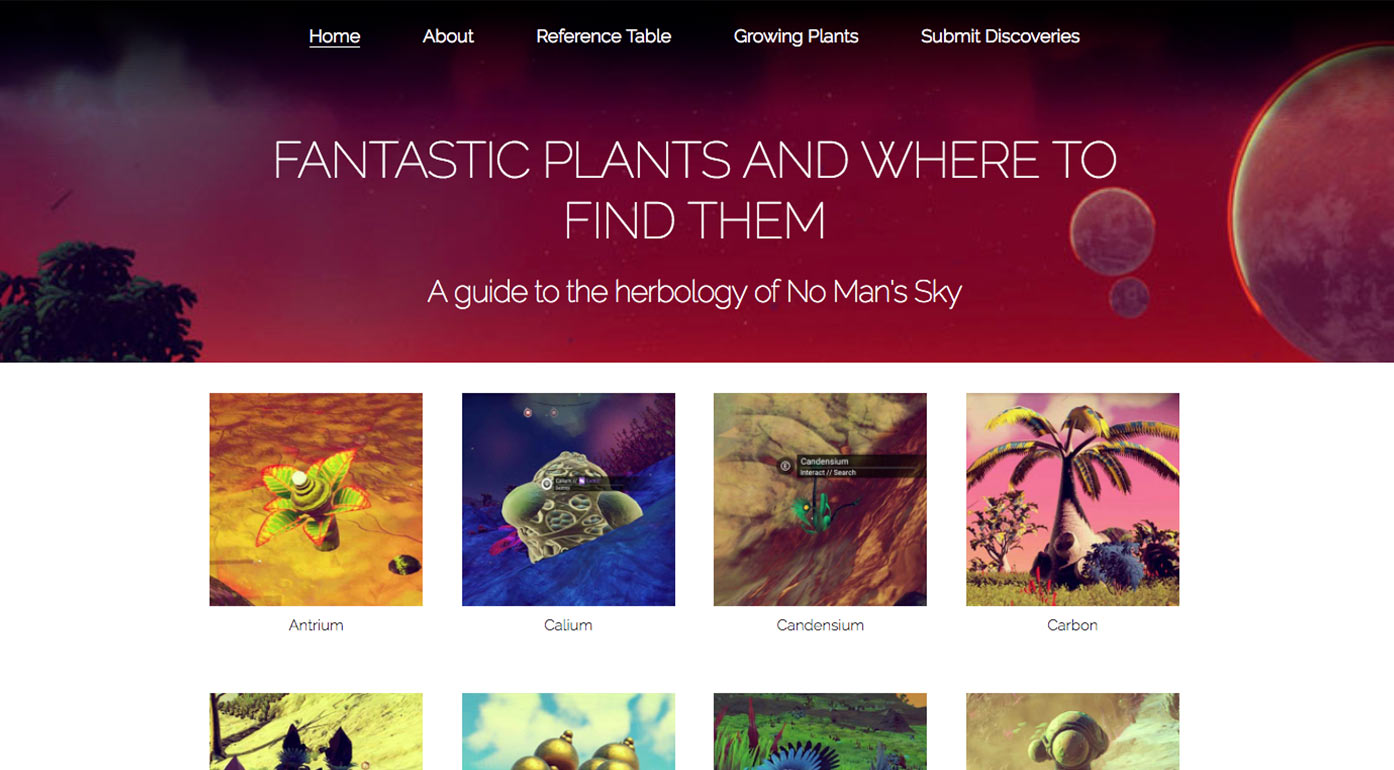 Home About Reference Table Growing Plants Submit Discoveries
FANTASTIC PLANTS AND WHERE TO
FIND THEM
A guide to the herbology of No Man's Sky
Calium //
Candensium
Interact // Search
Antrium
Calium
Candensium
Carbon